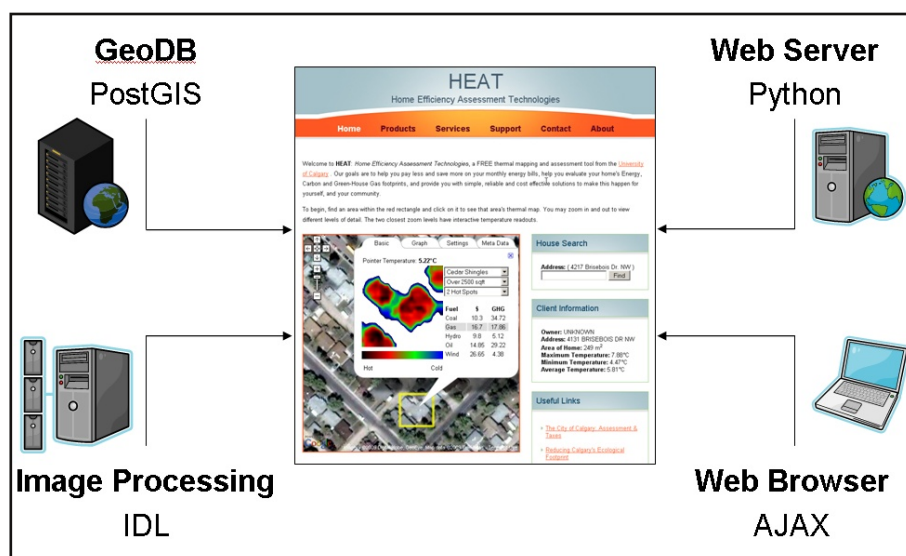 GeoDB
PostGIS
Web Server
Python
HEAT
Home Efficiency Assessment Technologies
Home Products Services Support Contact About
Welcome to HEAT: Home Efficiency Assessment Technologies, a FREE thermal mapping and assessment tool from the University
of Calgary . Our goals are to help you pay less and save more on your monthly energy bills, help you evaluate your home's Energy,
Carbon and Green-House Gas footprints, and provide you with simple, reliable and cost effective solutions to make this happen for
yourself, and your community.
To begin, find an area within the red rectangle and click on it to see that area's thermal map. You may zoom in and out to view
different levels of detail. The two closest zoom levels have interactive temperature readouts.
Basic Graph Settings Meta Data
Pointer Temperature: 5.22°C
Ceder Shingles
Over 2500 sqft
2 Hot Spots
Fuel $ GHG
Coal 10.3 34.72
Gas 16.7 17.86
Hydro 9.8 5.12
Oil 14.95 29.22
Wind 26.65 4.38
Hot Cold
House Search
Address: ( 4217 Brisebois Dr. NW )
Find
Client Information
Owner: UNKNOWN
Address: 4131 BRISEBOIS DR NW
Area of Home: 249 m²
Maximum Temperature: 7.88°C
Minimum Temperature: 4.47°C
Average Temperature: 5.81°C
Useful Links
The City of Calgary, Assessment &
Taxes
Reducing Calgary's Ecological
Footprint
Image Processing
IDL
Web Browser
AJAX